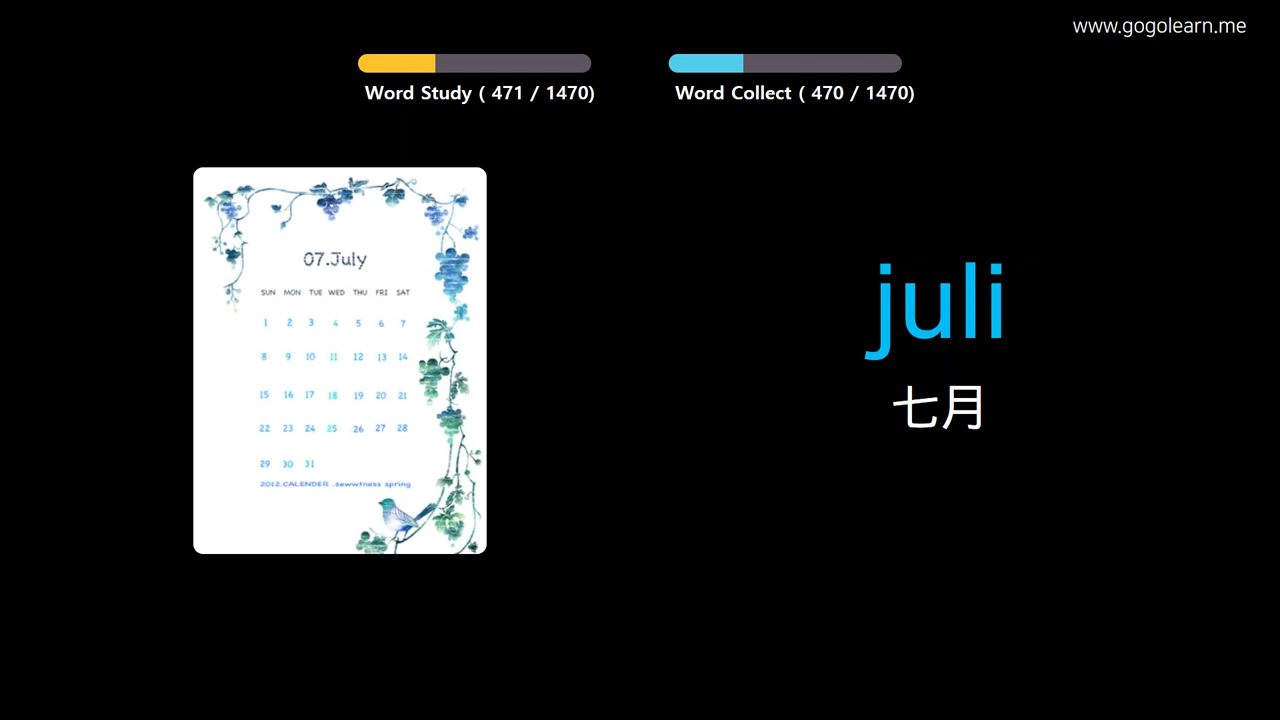 www.gogolearn.me
Word Study ( 471 / 1470)
Word Collect ( 470 / 1470)
07.July
SUN MON TUE WED THU FRI SAT
1 2 3 4 5 6 7
8 9 10 11 12 13 14
15 16 17 18 19 20 21
22 23 24 25 26 27 28
29 30 31
2012.CALENDER .sewwtness spring
juli
七月